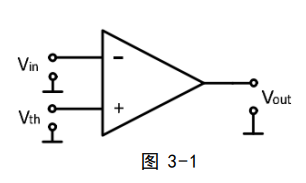 Vin
−
Vth
+
Vout
图 3-1